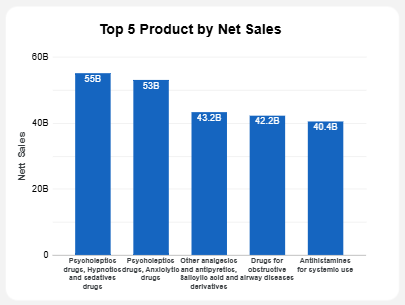 Top 5 Product by Net Sales
60B
40B
20B
0
Nett Sales
55B
53B
43.2B
42.2B
40.4B
Psycholeptics
drugs, Hypnotics
and sedatives
drugs
Psycholeptics
drugs, Anxiolytic
drugs
Other analgesics
and antipyretics,
Salicylic acid and
derivatives
Drugs for
obstructive
airway diseases
Antihistamines
for systemic use